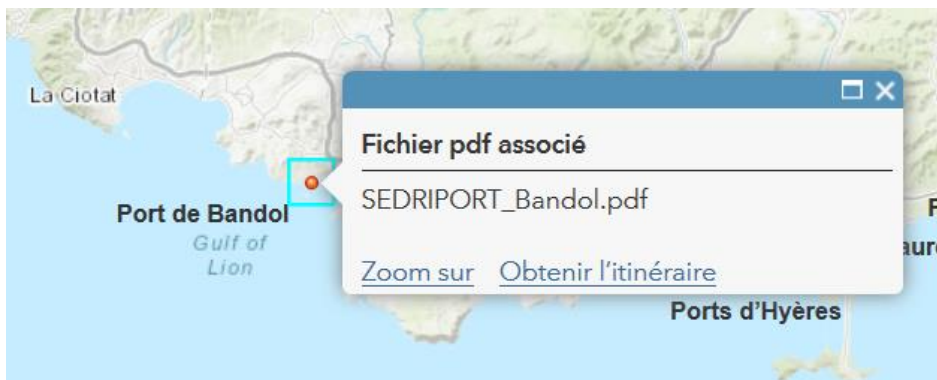 La Ciotat
Fichier pdf associé
SEDRIPORT_Bandol.pdf
Port de Bandol
Gulf of
Lion
Zoom sur Obtenir l'itinéraire
Ports d'Hyères